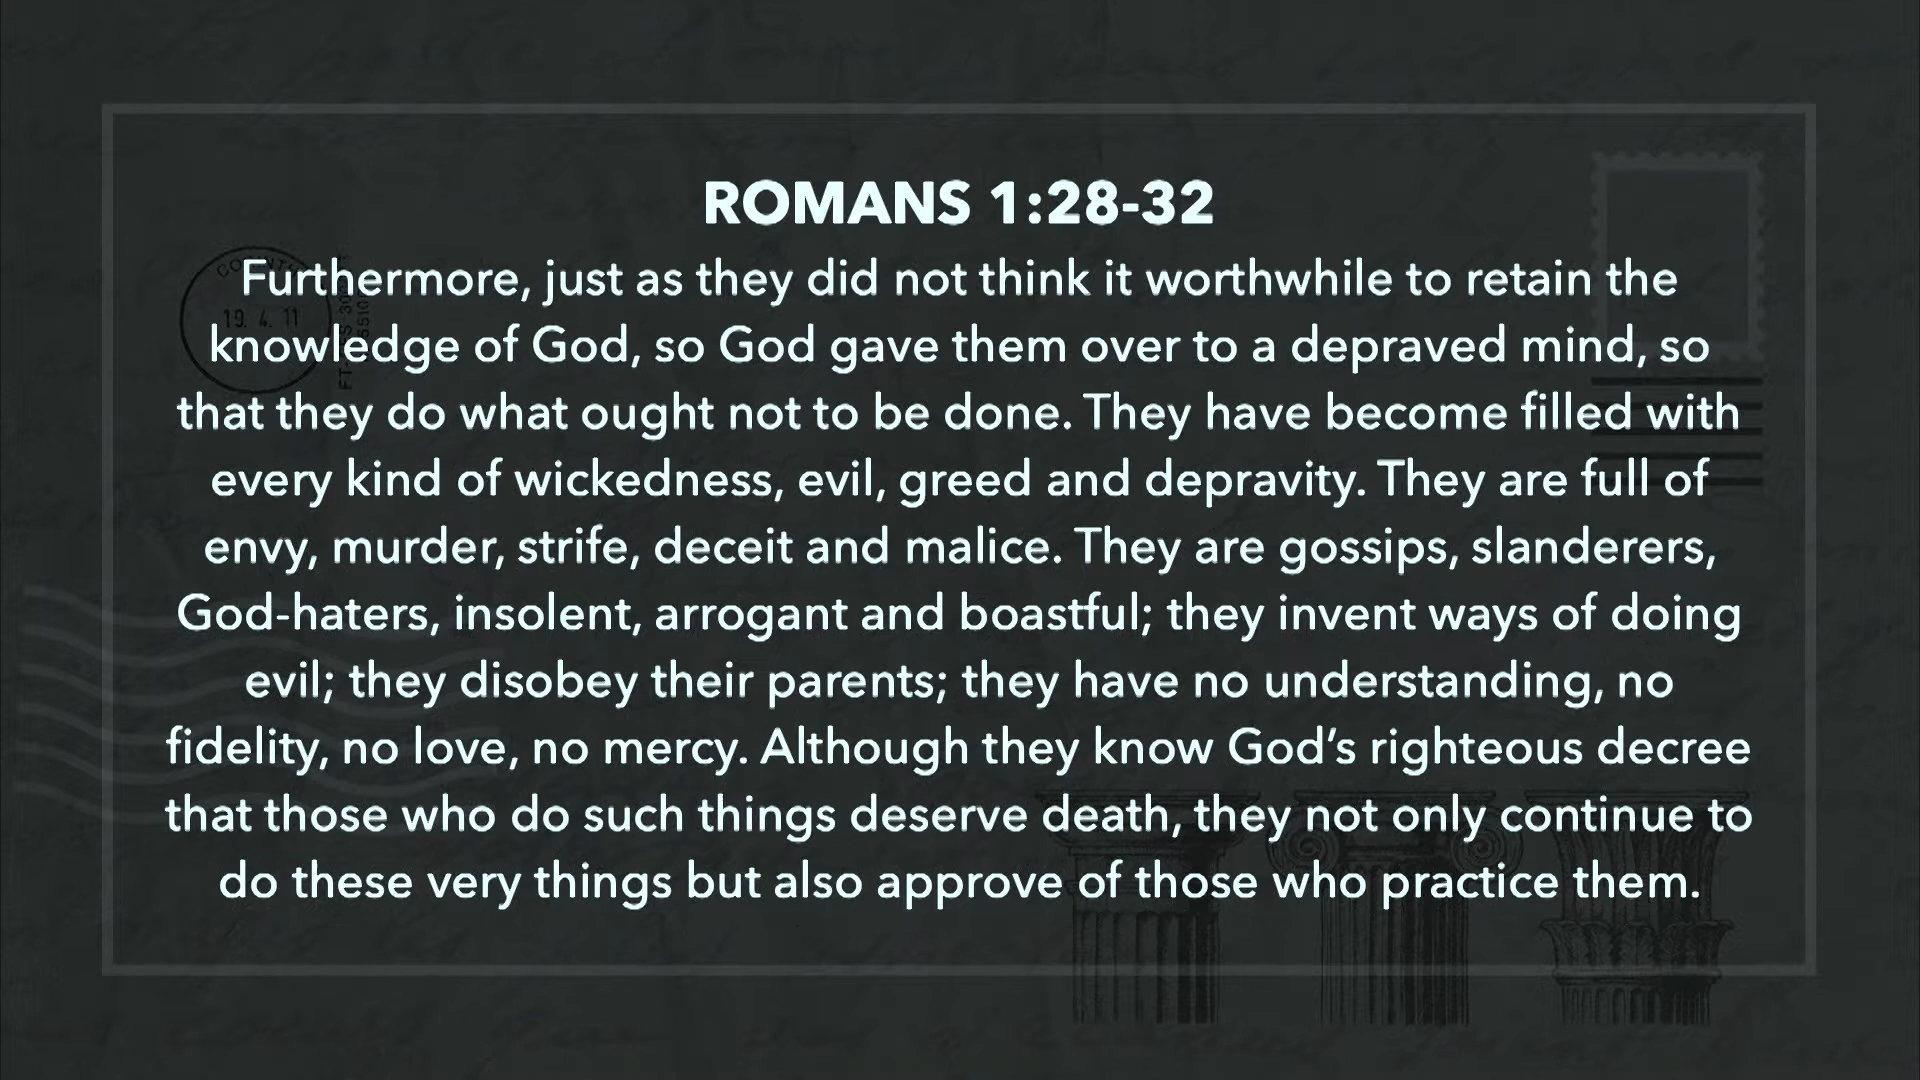 ROMANS 1:28-32
Furthermore, just as they did not think it worthwhile to retain the
knowledge of God, so God gave them over to a depraved mind, so
that they do what ought not to be done. They have become filled with
every kind of wickedness, evil, greed and depravity. They are full of
envy, murder, strife, deceit and malice. They are gossips, slanderers,
God-haters, insolent, arrogant and boastful; they invent ways of doing
evil; they disobey their parents; they have no understanding, no
fidelity, no love, no mercy. Although they know God’s righteous decree
that those who do such things deserve death, they not only continue to
do these very things but also approve of those who practice them.
19. 4. 11